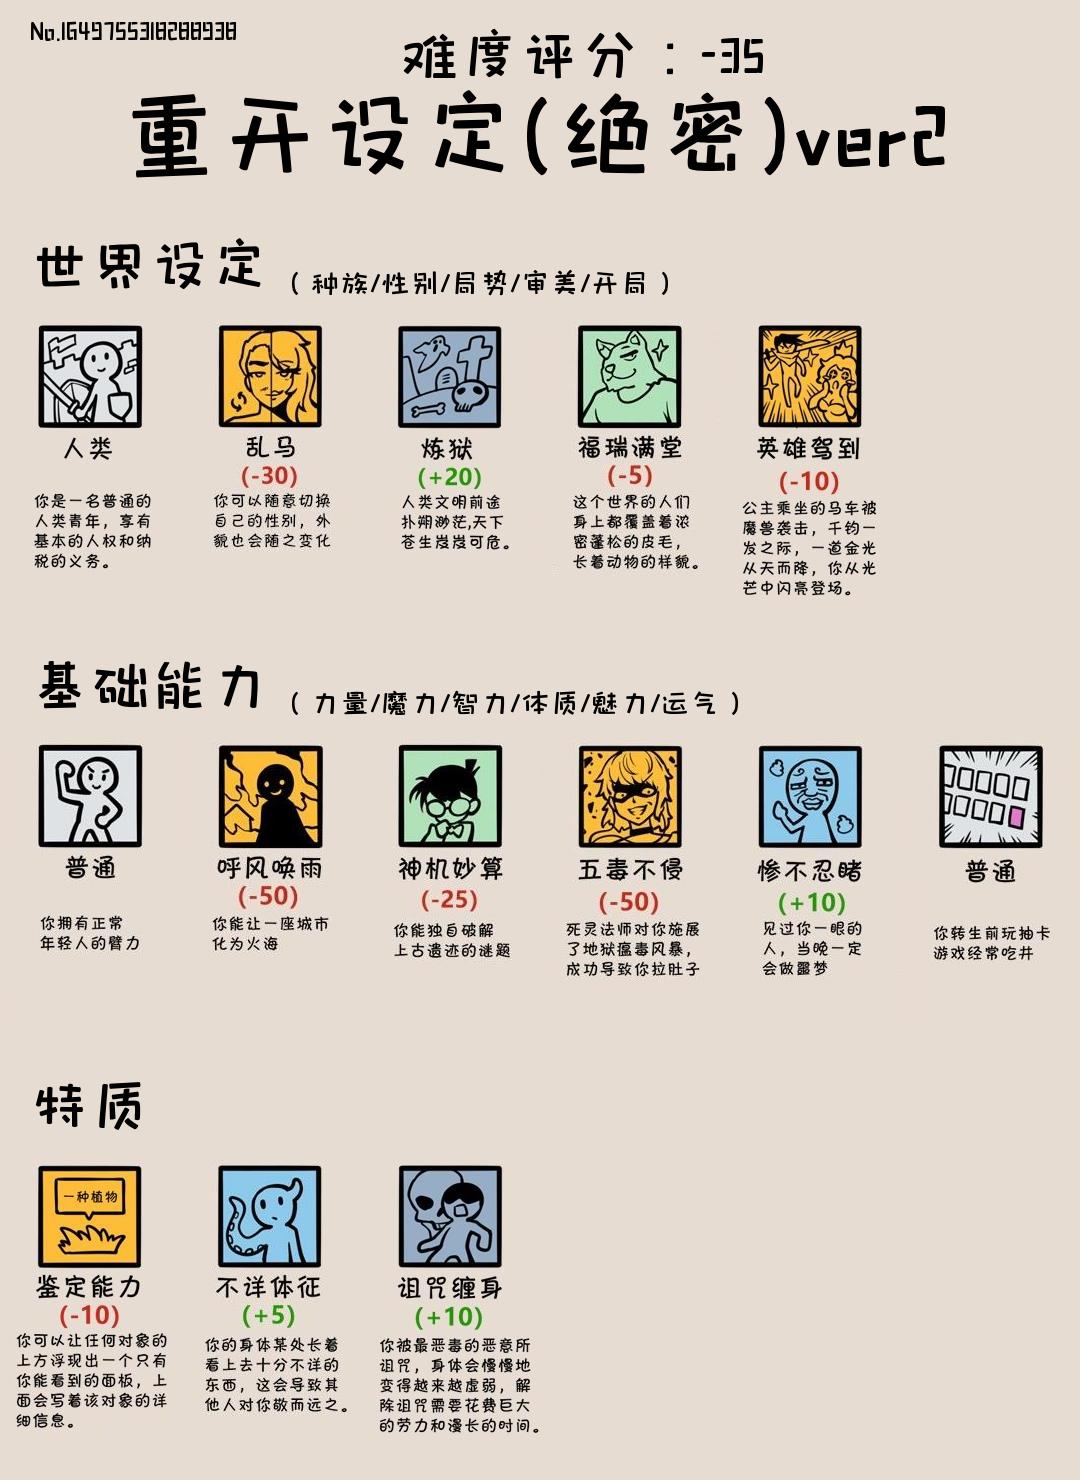 No.1649755318288938
难度评分：-35
重开设定(绝密)ver2
世界设定
（种族/性别/局势/审美/开局）
人类
乱马
炼狱
福瑞满堂
英雄驾到
(-30)
(+20)
(-5)
(-10)
你是一名普通的
人类青年，享有
基本的人权和纳
税的义务。
你可以随意切换
自己的性别，外
貌也会随之变化
人类文明前途
扑朔渺茫,天下
苍生岌岌可危。
这个世界的人们
身上都覆盖着浓
密蓬松的皮毛，
长着动物的样貌。
公主乘坐的马车被
魔兽袭击，千钧一
发之际，一道金光
从天而降，你从光
芒中闪亮登场。
基础能力
（力量/魔力/智力/体质/魅力/运气）
普通
呼风唤雨
神机妙算
五毒不侵
惨不忍睹
普通
(-50)
(-25)
(-50)
(+10)
你拥有正常
年轻人的臂力
你能让一座城市
化为火海
你能独自破解
上古遗迹的谜题
死灵法师对你施展
了地狱瘟毒风暴，
成功导致你拉肚子
见过你一眼的
人，当晚一定
会做噩梦
你转生前玩抽卡
游戏经常吃井
特质
一种植物
鉴定能力
不详体征
诅咒缠身
(-10)
(+5)
(+10)
你可以让任何对象的
上方浮现出一个只有
你能看到的面板，上
面会写着该对象的详
细信息。
你的身体某处长着
看上去十分不详的
东西，这会导致其
他人对你敬而远之。
你被最恶毒的恶意所
诅咒，身体会慢慢地
变得越来越虚弱，解
除诅咒需要花费巨大
的劳力和漫长的时间。